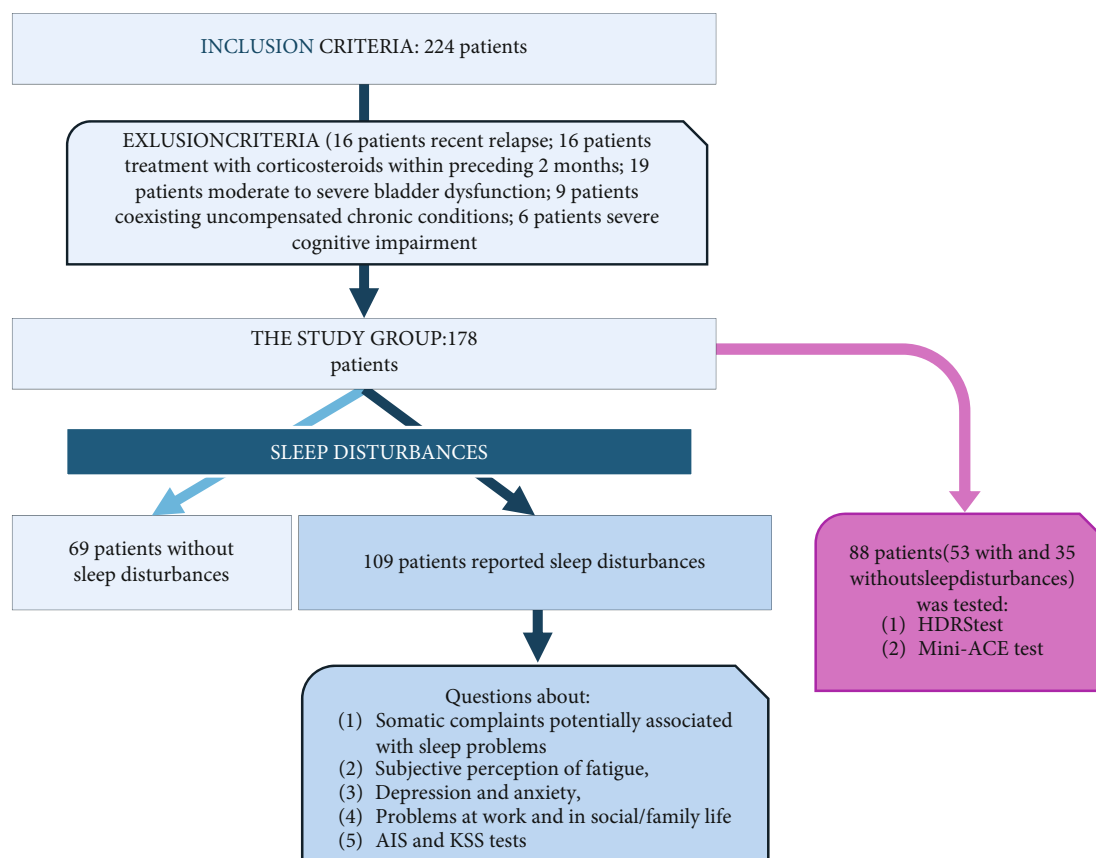 INCLUSION CRITERIA: 224 patients
EXLUSIONCRITERIA (16 patients recent relapse; 16 patients
treatment with corticosteroids within preceding 2 months; 19
patients moderate to severe bladder dysfunction; 9 patients
coexisting uncompensated chronic conditions; 6 patients severe
cognitive impairment
THE STUDY GROUP:178
patients
SLEEP DISTURBANCES
69 patients without
sleep disturbances
109 patients reported sleep disturbances
88 patients(53 with and 35
withoutsleepdisturbances)
was tested:
(1) HDRStest
(2) Mini-ACE test
Questions about:
(1) Somatic complaints potentially associated
with sleep problems
(2) Subjective perception of fatigue,
(3) Depression and anxiety,
(4) Problems at work and in social/family life
(5) AIS and KSS tests